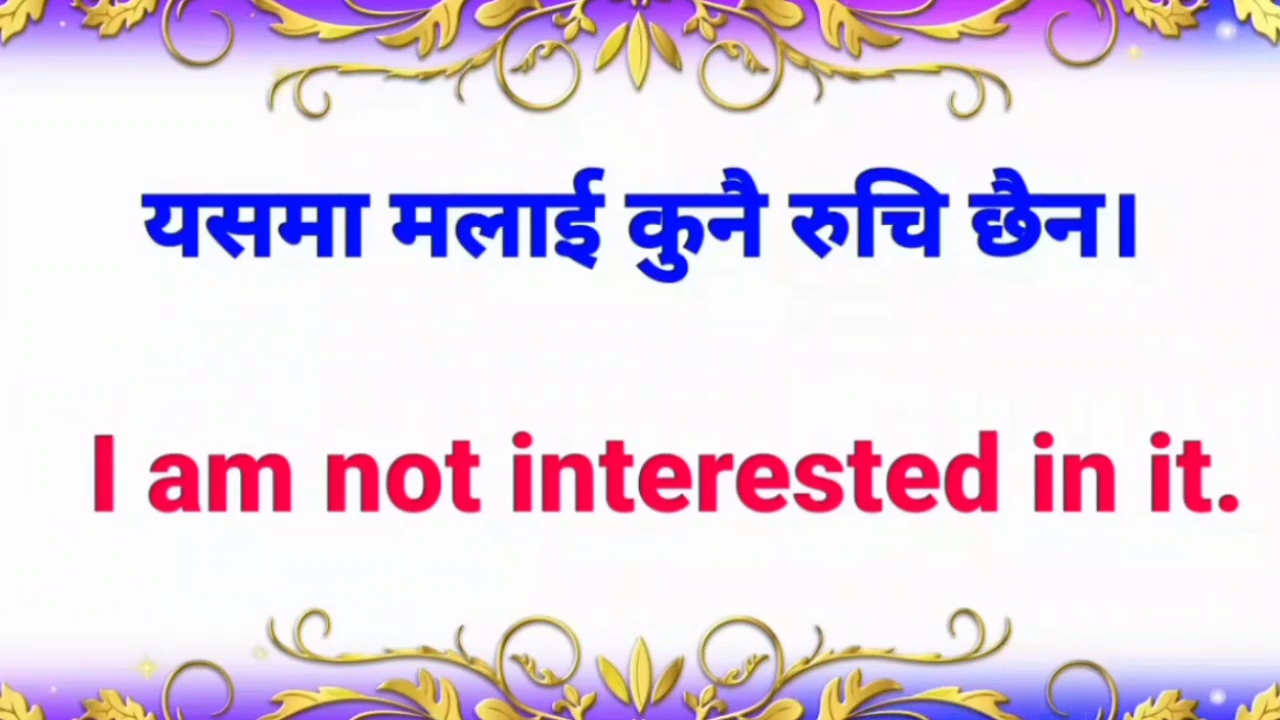 यसमा मलाई कुनै रुचि छैन।
I am not interested in it.